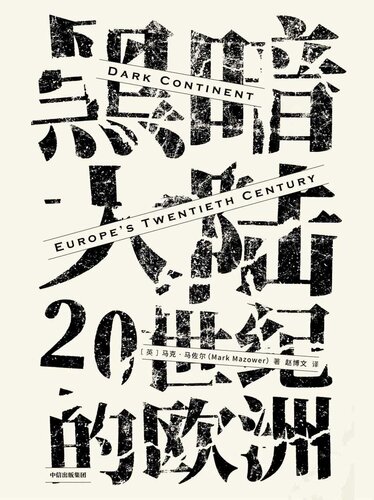 黑暗
DARK CONTINENT
大陆
EUROPE'S TWENTIETH CENTURY
20世纪
[英] 马克·马佐尔 (Mark Mazower) 著 赵博文 译
的欧洲
中信出版集团